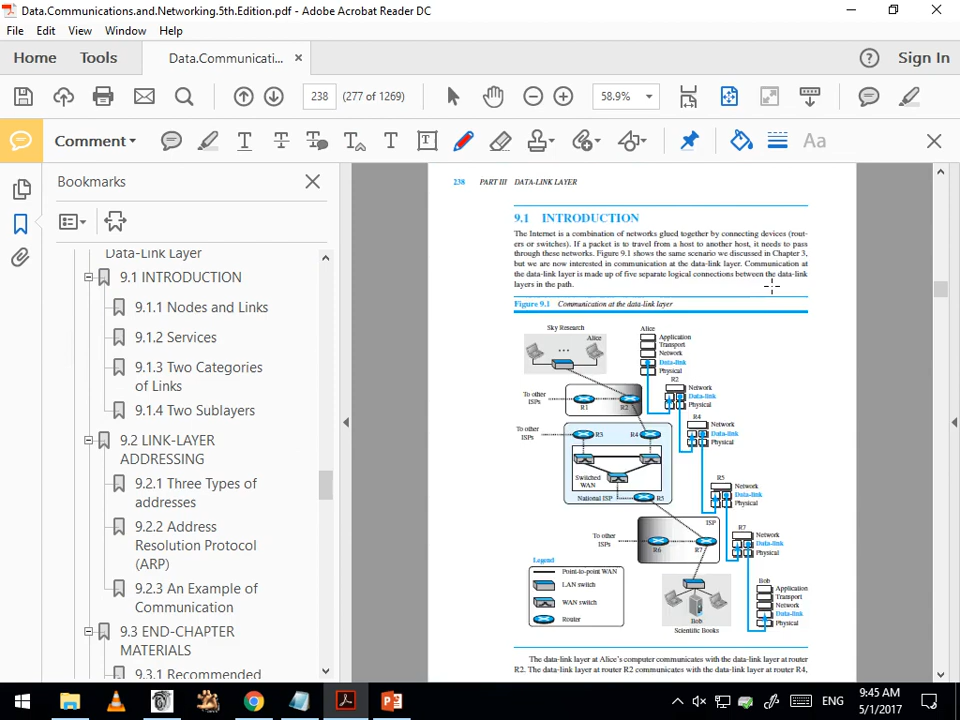 Data.Communications.and.Networking.5th.Edition.pdf - Adobe Acrobat Reader DC
File Edit View Window Help
Home Tools Data.Communicati... Sign In
238 (277 of 1269) 58.9%
Comment
Bookmarks
Data-Link Layer
9.1 INTRODUCTION
9.1.1 Nodes and Links
9.1.2 Services
9.1.3 Two Categories
of Links
9.1.4 Two Sublayers
9.2 LINK-LAYER
ADDRESSING
9.2.1 Three Types of
addresses
9.2.2 Address
Resolution Protocol
(ARP)
9.2.3 An Example of
Communication
9.3 END-CHAPTER
MATERIALS
9.3.1 Recommended
238 PART III DATA-LINK LAYER
9.1 INTRODUCTION
The Internet is a combination of networks glued together by connecting devices (rout-
ers or switches). If a packet is to travel from a host to another host, it needs to pass
through these networks. Figure 9.1 shows the same scenario we discussed in Chapter 3,
but we are now interested in communication at the data-link layer. Communication at
the data-link layer is made up of five separate logical connections between the data-link
layers in the path.
Figure 9.1 Communication at the data-link layer
Sky Research
Alice
Alice
Application
Transport
Network
Data-link
Physical
To other
ISPs
R1
R2
R2
Network
Data-link
Physical
To other
ISPs
R3
R4
R4
Network
Data-link
Physical
Switched
WAN
National ISP
R5
R5
Network
Data-link
Physical
To other
ISPs
ISP
R6
R7
R7
Network
Data-link
Physical
Legend
Point-to-point WAN
LAN switch
WAN switch
Router
Bob
Scientific Books
Bob
Application
Transport
Network
Data-link
Physical
The data-link layer at Alice's computer communicates with the data-link layer at router
R2. The data-link layer at router R2 communicates with the data-link layer at router R4,
ENG
9:45 AM
5/1/2017